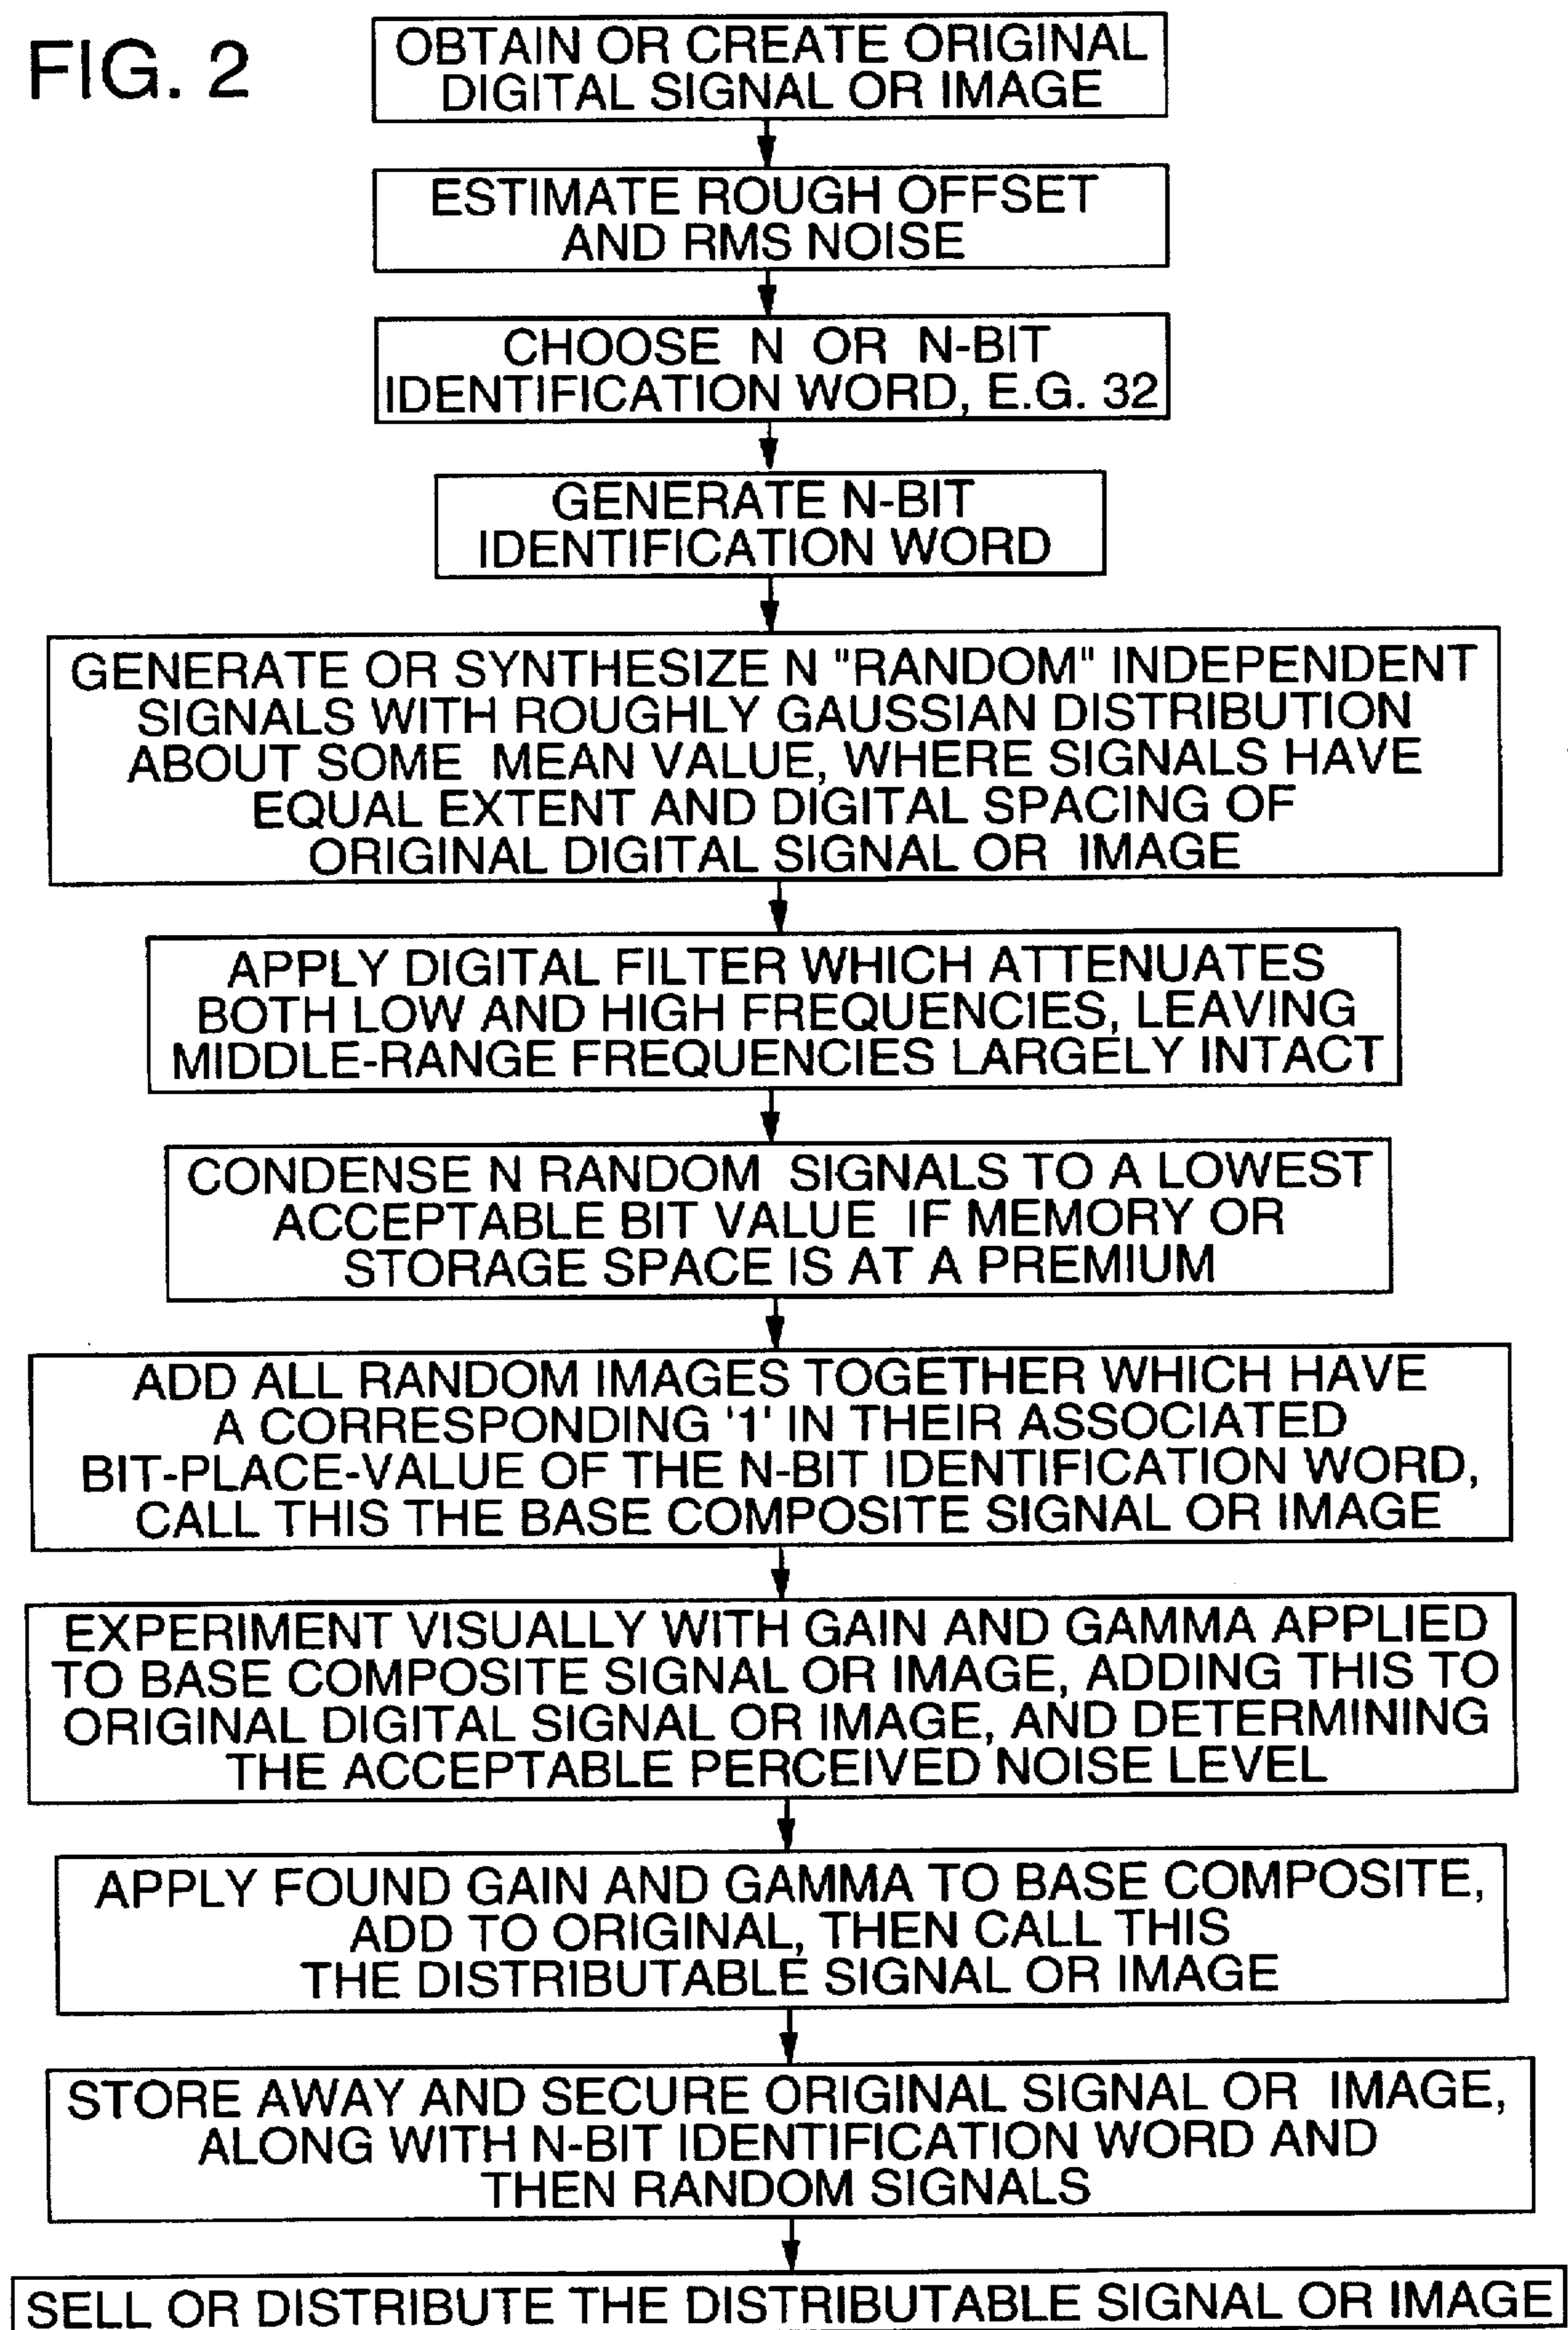 FIG. 2
OBTAIN OR CREATE ORIGINAL
DIGITAL SIGNAL OR IMAGE
ESTIMATE ROUGH OFFSET
AND RMS NOISE
CHOOSE N OR N-BIT
IDENTIFICATION WORD, E.G. 32
GENERATE N-BIT
IDENTIFICATION WORD
GENERATE OR SYNTHESIZE N "RANDOM" INDEPENDENT
SIGNALS WITH ROUGHLY GAUSSIAN DISTRIBUTION
ABOUT SOME MEAN VALUE, WHERE SIGNALS HAVE
EQUAL EXTENT AND DIGITAL SPACING OF
ORIGINAL DIGITAL SIGNAL OR IMAGE
APPLY DIGITAL FILTER WHICH ATTENUATES
BOTH LOW AND HIGH FREQUENCIES, LEAVING
MIDDLE-RANGE FREQUENCIES LARGELY INTACT
CONDENSE N RANDOM SIGNALS TO A LOWEST
ACCEPTABLE BIT VALUE IF MEMORY OR
STORAGE SPACE IS AT A PREMIUM
ADD ALL RANDOM IMAGES TOGETHER WHICH HAVE
A CORRESPONDING '1' IN THEIR ASSOCIATED
BIT-PLACE-VALUE OF THE N-BIT IDENTIFICATION WORD,
CALL THIS THE BASE COMPOSITE SIGNAL OR IMAGE
EXPERIMENT VISUALLY WITH GAIN AND GAMMA APPLIED
TO BASE COMPOSITE SIGNAL OR IMAGE, ADDING THIS TO
ORIGINAL DIGITAL SIGNAL OR IMAGE, AND DETERMINING
THE ACCEPTABLE PERCEIVED NOISE LEVEL
APPLY FOUND GAIN AND GAMMA TO BASE COMPOSITE,
ADD TO ORIGINAL, THEN CALL THIS
THE DISTRIBUTABLE SIGNAL OR IMAGE
STORE AWAY AND SECURE ORIGINAL SIGNAL OR IMAGE,
ALONG WITH N-BIT IDENTIFICATION WORD AND
THEN RANDOM SIGNALS
SELL OR DISTRIBUTE THE DISTRIBUTABLE SIGNAL OR IMAGE